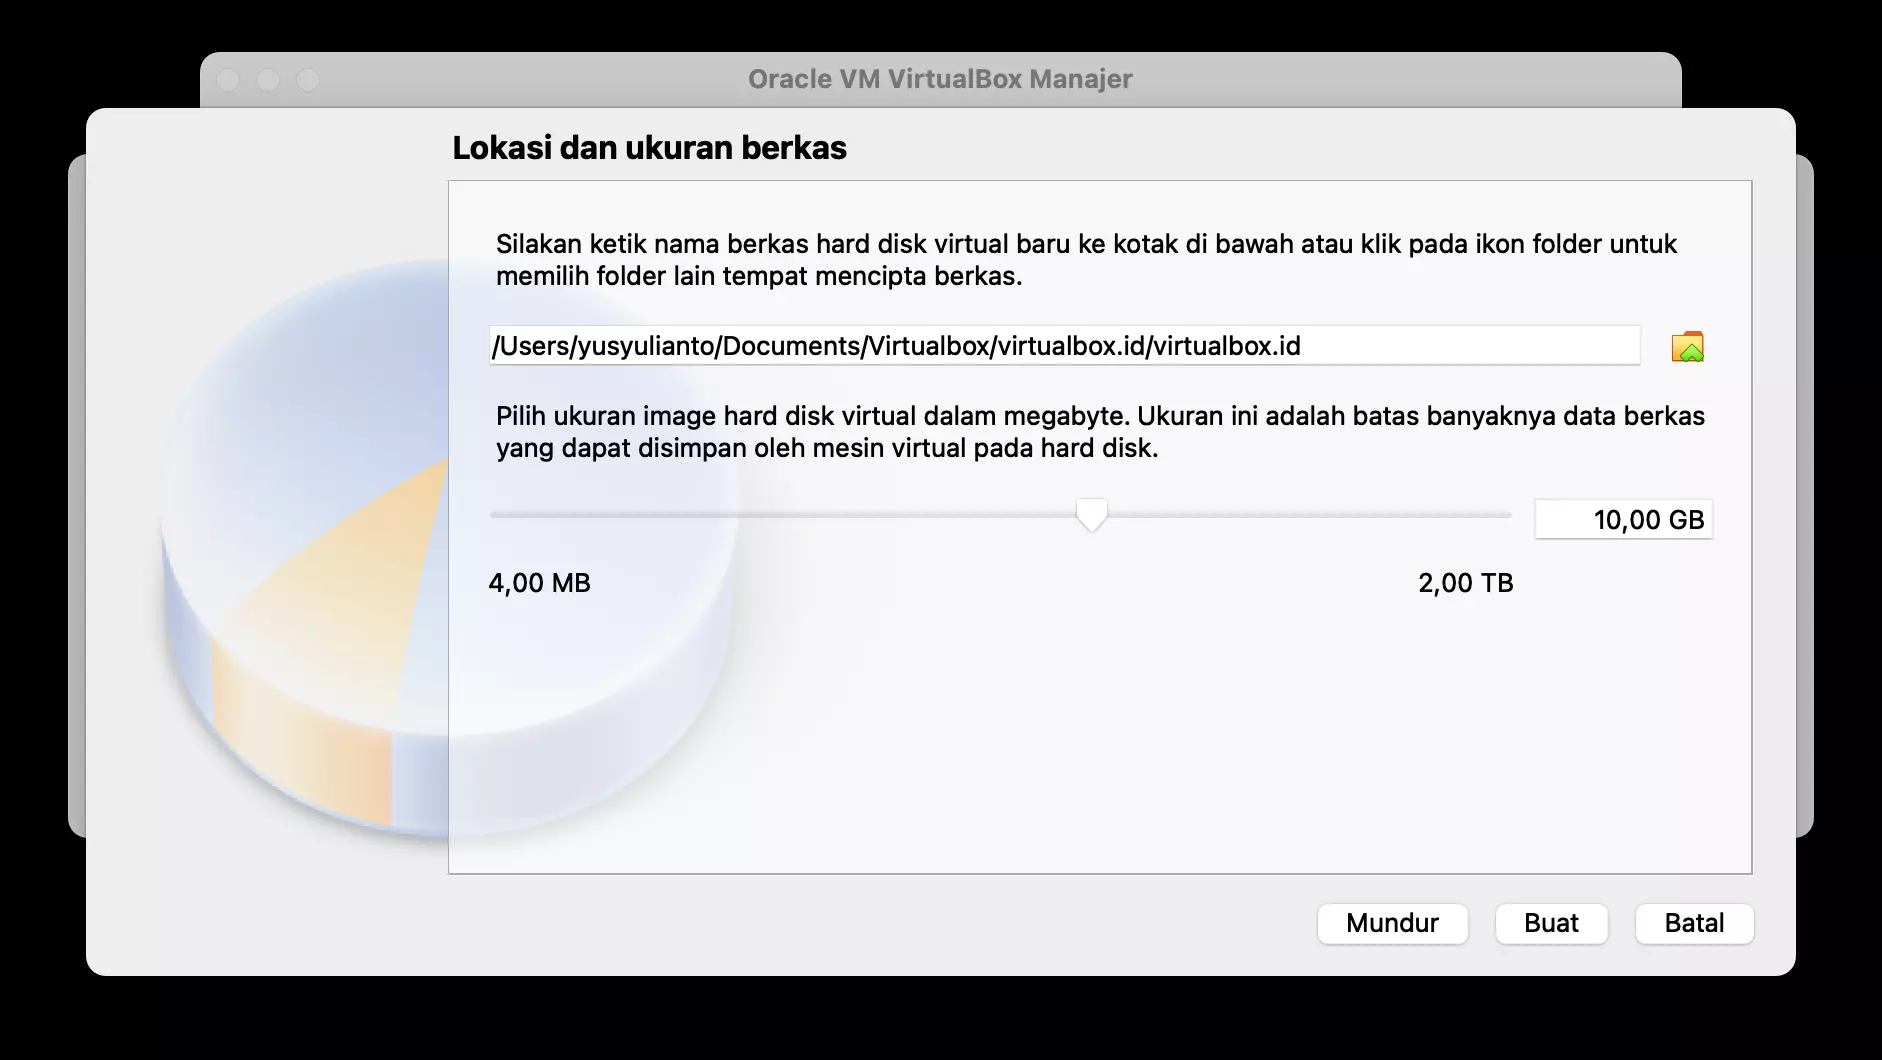 Oracle VM VirtualBox Manajer
Lokasi dan ukuran berkas
Silakan ketik nama berkas hard disk virtual baru ke kotak di bawah atau klik pada ikon folder untuk
memilih folder lain tempat mencipta berkas.
/Users/yusyulianto/Documents/Virtualbox/virtualbox.id/virtualbox.id
Pilih ukuran image hard disk virtual dalam megabyte. Ukuran ini adalah batas banyaknya data berkas
yang dapat disimpan oleh mesin virtual pada hard disk.
10,00 GB
4,00 MB 2,00 TB
Mundur Buat Batal